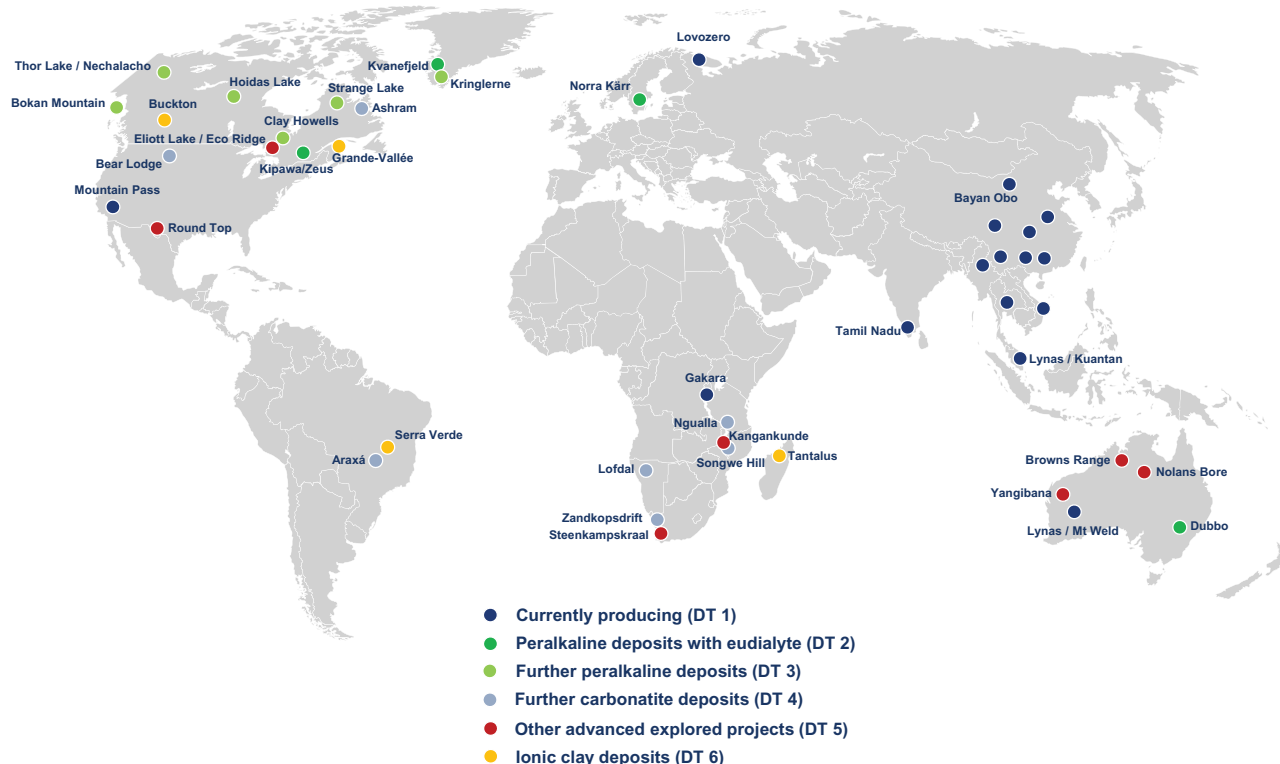 Lovozero
Thor Lake / Nechalacho
Kvanefjeld
Kringlerne
Hoidas Lake
Strange Lake
Norra Kärr
Bokan Mountain
Buckton
Ashram
Clay Howells
Eliott Lake / Eco Ridge
Bear Lodge
Grande-Vallée
Kipawa/Zeus
Mountain Pass
Bayan Obo
Round Top
Tamil Nadu
Lynas / Kuantan
Gakara
Ngualla
Serra Verde
Kangankunde
Araxá
Lofdal
Songwe Hill
Tantalus
Browns Range
Nolans Bore
Yangibana
Zandkopsdrift
Lynas / Mt Weld
Dubbo
Steenkampskraal
Currently producing (DT 1)
Peralkaline deposits with eudialyte (DT 2)
Further peralkaline deposits (DT 3)
Further carbonatite deposits (DT 4)
Other advanced explored projects (DT 5)
Ionic clay deposits (DT 6)